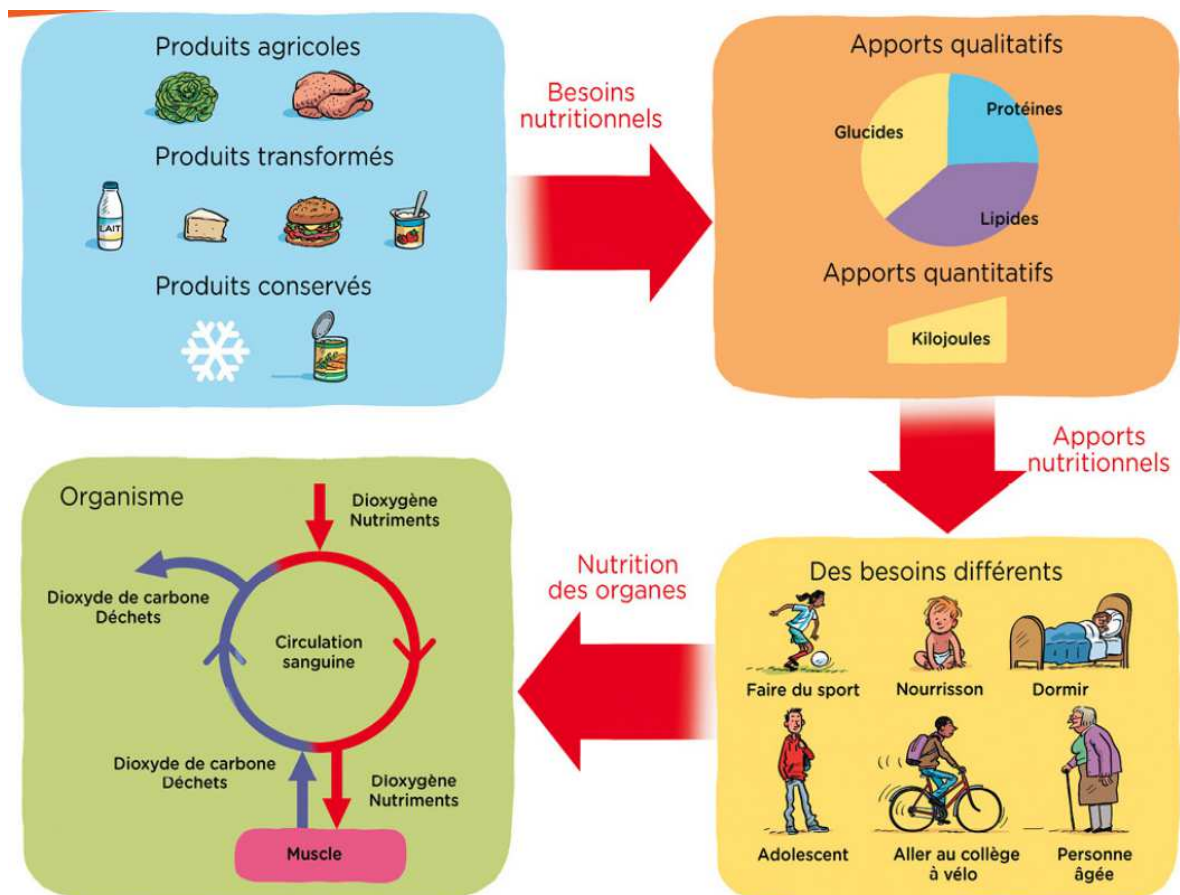 Produits agricoles
Produits transformés
LAIT
Produits conservés
Besoins
nutritionnels
Apports qualitatifs
Glucides
Protéines
Lipides
Apports quantitatifs
Kilojoules
Apports
nutritionnels
Des besoins différents
Faire du sport
Nourrisson
Dormir
Adolescent
Aller au collège
à vélo
Personne
âgée
Nutrition
des organes
Organisme
Dioxygène
Nutriments
Dioxyde de carbone
Déchets
Circulation
sanguine
Dioxyde de carbone
Déchets
Dioxygène
Nutriments
Muscle